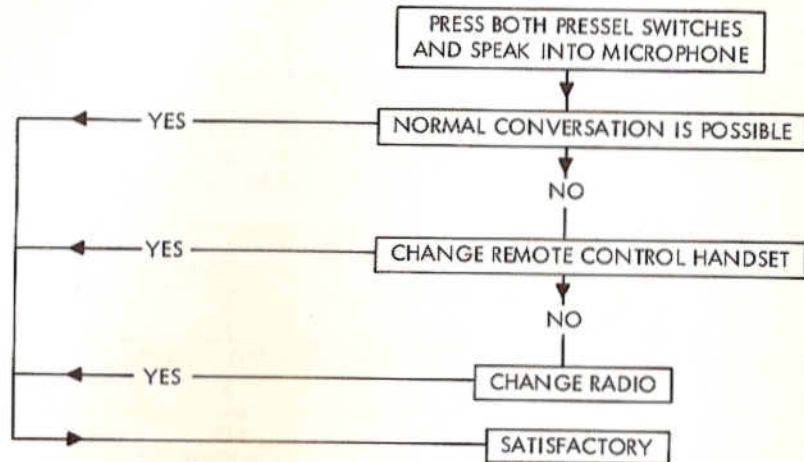 PRESS BOTH PRESSEL SWITCHES
AND SPEAK INTO MICROPHONE
YES
NORMAL CONVERSATION IS POSSIBLE
NO
YES
CHANGE REMOTE CONTROL HANDSET
NO
YES
CHANGE RADIO
SATISFACTORY